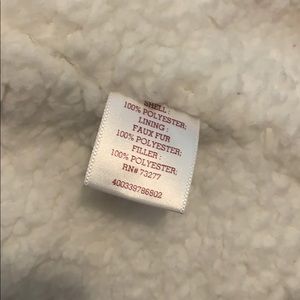 SHELL:
100% POLYESTER;
LINING :
FAUX FUR
100% POLYESTER;
FILLER :
100% POLYESTER;
RN# 73277
400339786802